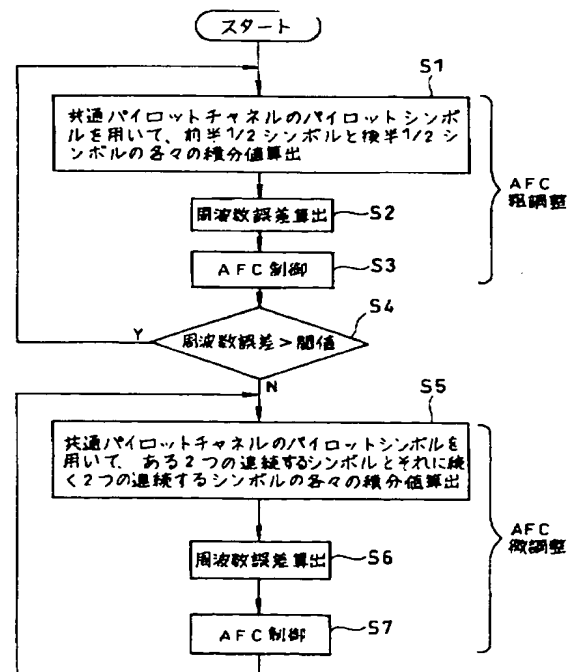 スタート
S1
共通パイロットチャネルのパイロットシンボ
ルを用いて、前半1/2シンボルと後半1/2シ
ンボルの各々の積分値算出
AFC
粗調整
周波数誤差算出
S2
AFC制御
S3
S4
周波数誤差>閾値
Y
N
S5
共通パイロットチャネルのパイロットシンボルを
用いて、ある2つの連続するシンボルとそれに続
く2つの連続するシンボルの各々の積分値算出
AFC
微調整
周波数誤差算出
S6
AFC制御
S7